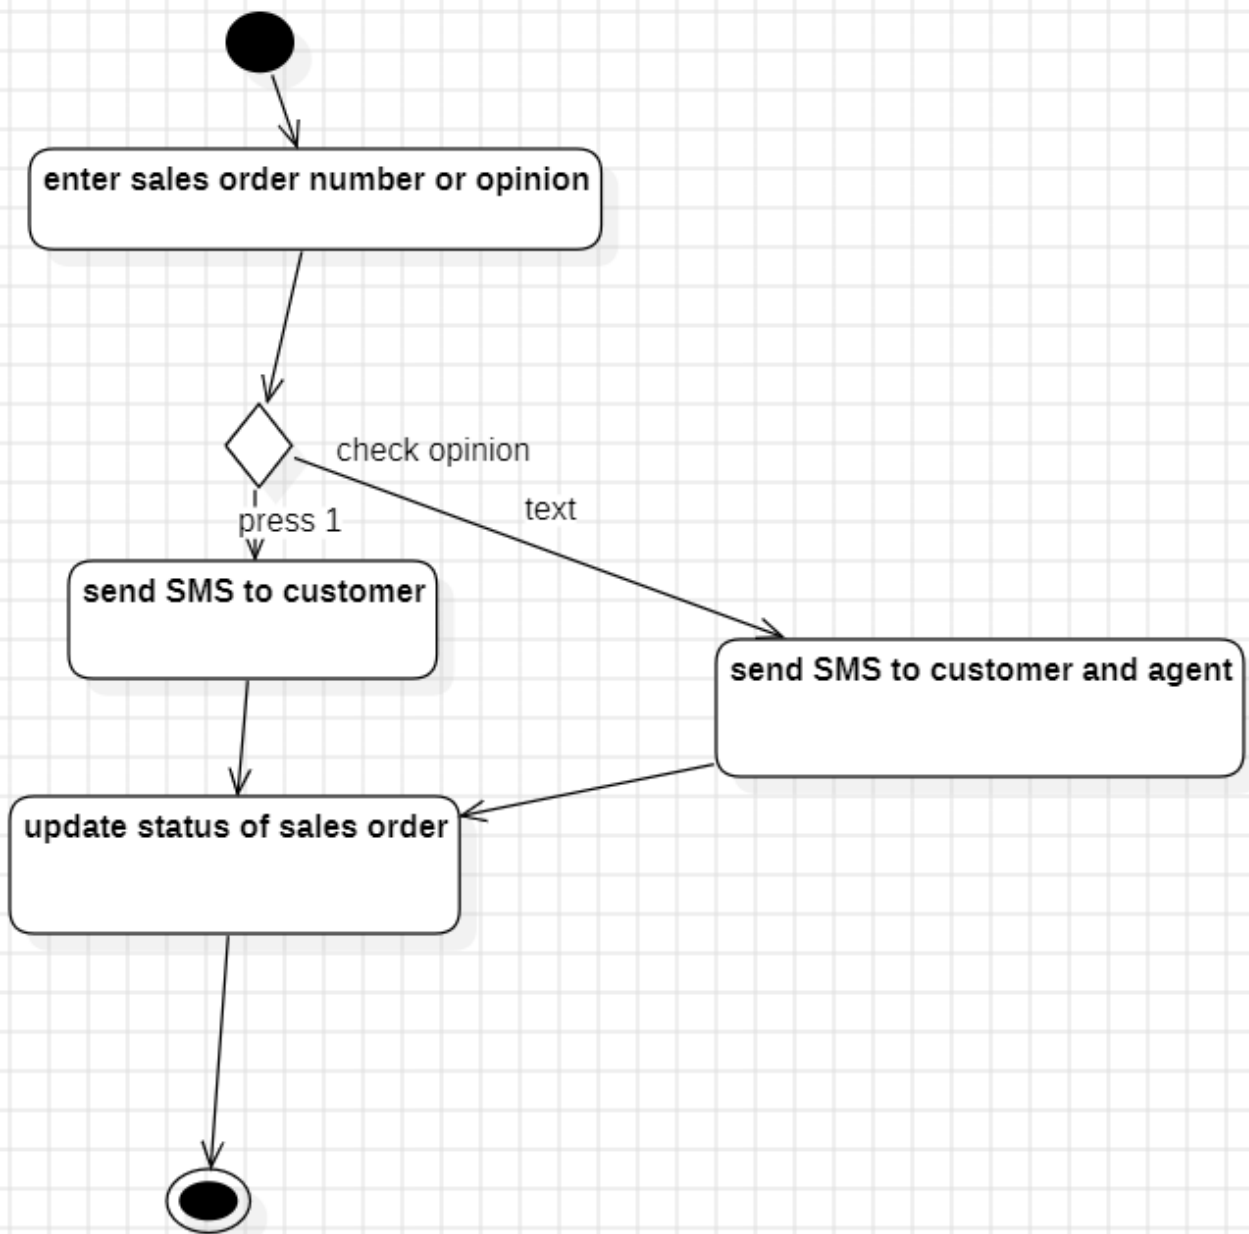 enter sales order number or opinion
check opinion
text
press 1
send SMS to customer
send SMS to customer and agent
update status of sales order